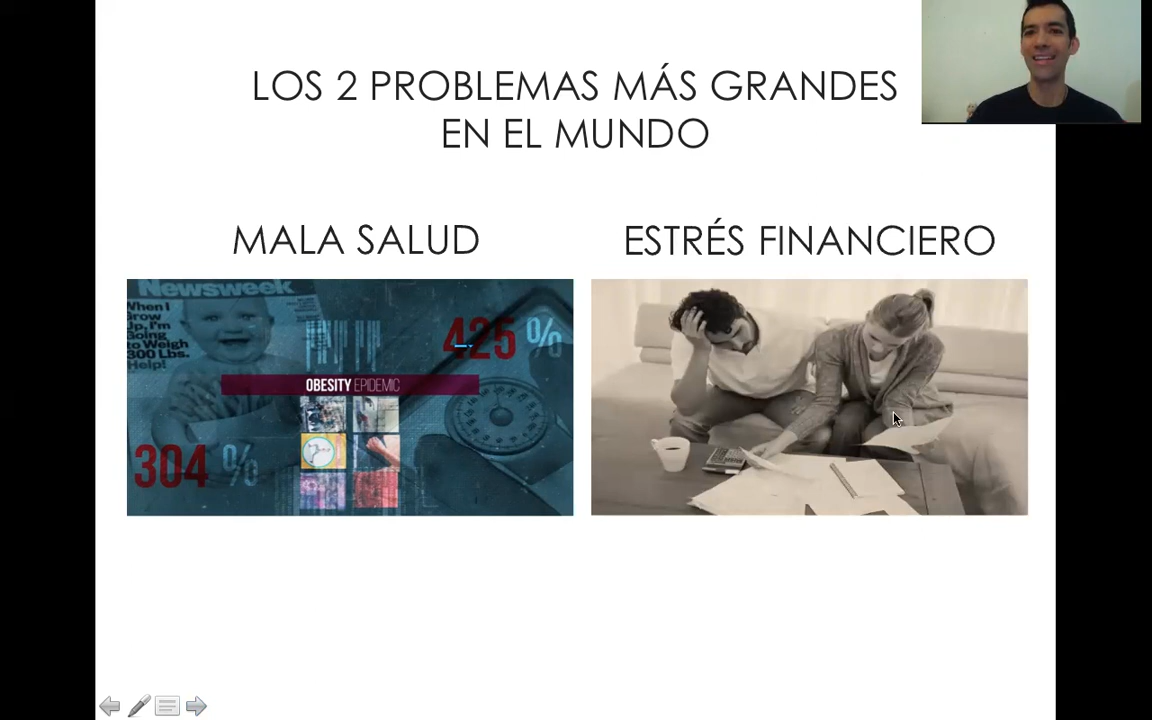 LOS 2 PROBLEMAS MÁS GRANDES
EN EL MUNDO
MALA SALUD
ESTRÉS FINANCIERO
Newsweek
When I
Grow
Up, I'm
Going
to Weigh
300 Lbs.
Help!
425 %
OBESITY EPIDEMIC
304 %